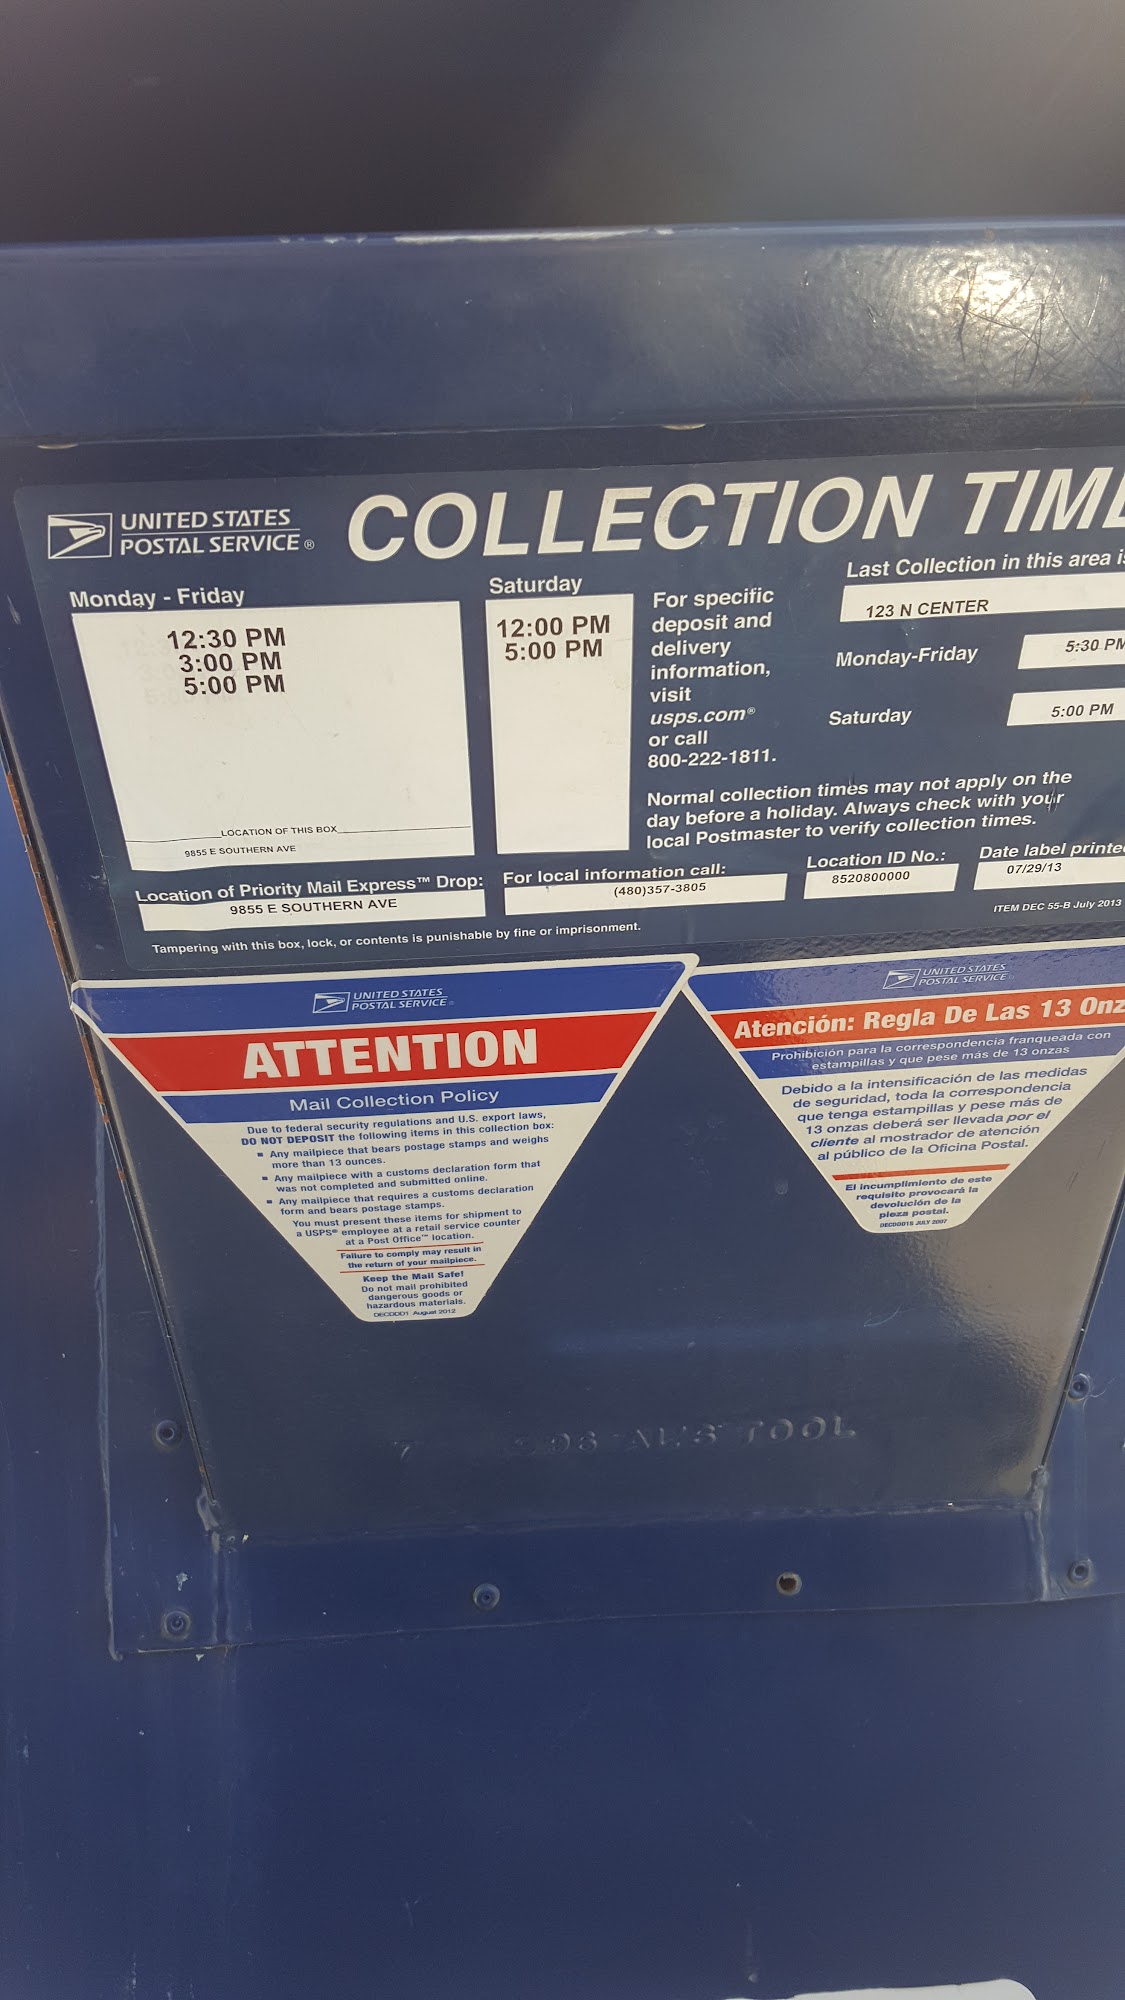 UNITED STATES
POSTAL SERVICE®
COLLECTION TIME
Monday - Friday
12:30 PM
3:00 PM
5:00 PM
LOCATION OF THIS BOX
9855 E SOUTHERN AVE
Saturday
12:00 PM
5:00 PM
For specific
deposit and
delivery
information,
visit
usps.com®
or call
800-222-1811.
Last Collection in this area is
123 N CENTER
Monday-Friday
5:30 PM
Saturday
5:00 PM
Normal collection times may not apply on the
day before a holiday. Always check with your
local Postmaster to verify collection times.
Location of Priority Mail Express™ Drop:
9855 E SOUTHERN AVE
For local information call:
(480)357-3805
Location ID No.:
8520800000
Date label printe
07/29/13
Tampering with this box, lock, or contents is punishable by fine or imprisonment.
ITEM DEC 55-B July 2013
UNITED STATES
POSTAL SERVICE®
ATTENTION
Mail Collection Policy
Due to federal security regulations and U.S. export laws,
DO NOT DEPOSIT the following items in this collection box:
▪ Any mailpiece that bears postage stamps and weighs
more than 13 ounces.
▪ Any mailpiece with a customs declaration form that
was not completed and submitted online.
▪ Any mailpiece that requires a customs declaration
form and bears postage stamps.
You must present these items for shipment to
a USPS® employee at a retail service counter
at a Post Office™ location.
Failure to comply may result in
the return of your mailpiece.
Keep the Mail Safe!
Do not mail prohibited
dangerous goods or
hazardous materials.
DECDDD1 August 2012
UNITED STATES
POSTAL SERVICE®
Atención: Regla De Las 13 Onz
Prohibición para la correspondencia franqueada con
estampillas y que pese más de 13 onzas
Debido a la intensificación de las medidas
de seguridad, toda la correspondencia
que tenga estampillas y pese más de
13 onzas deberá ser llevada por el
cliente al mostrador de atención
al público de la Oficina Postal.
El incumplimiento de este
requisito provocará la
devolución de la
pieza postal.
DECDDD1S JULY 2007
TOOL